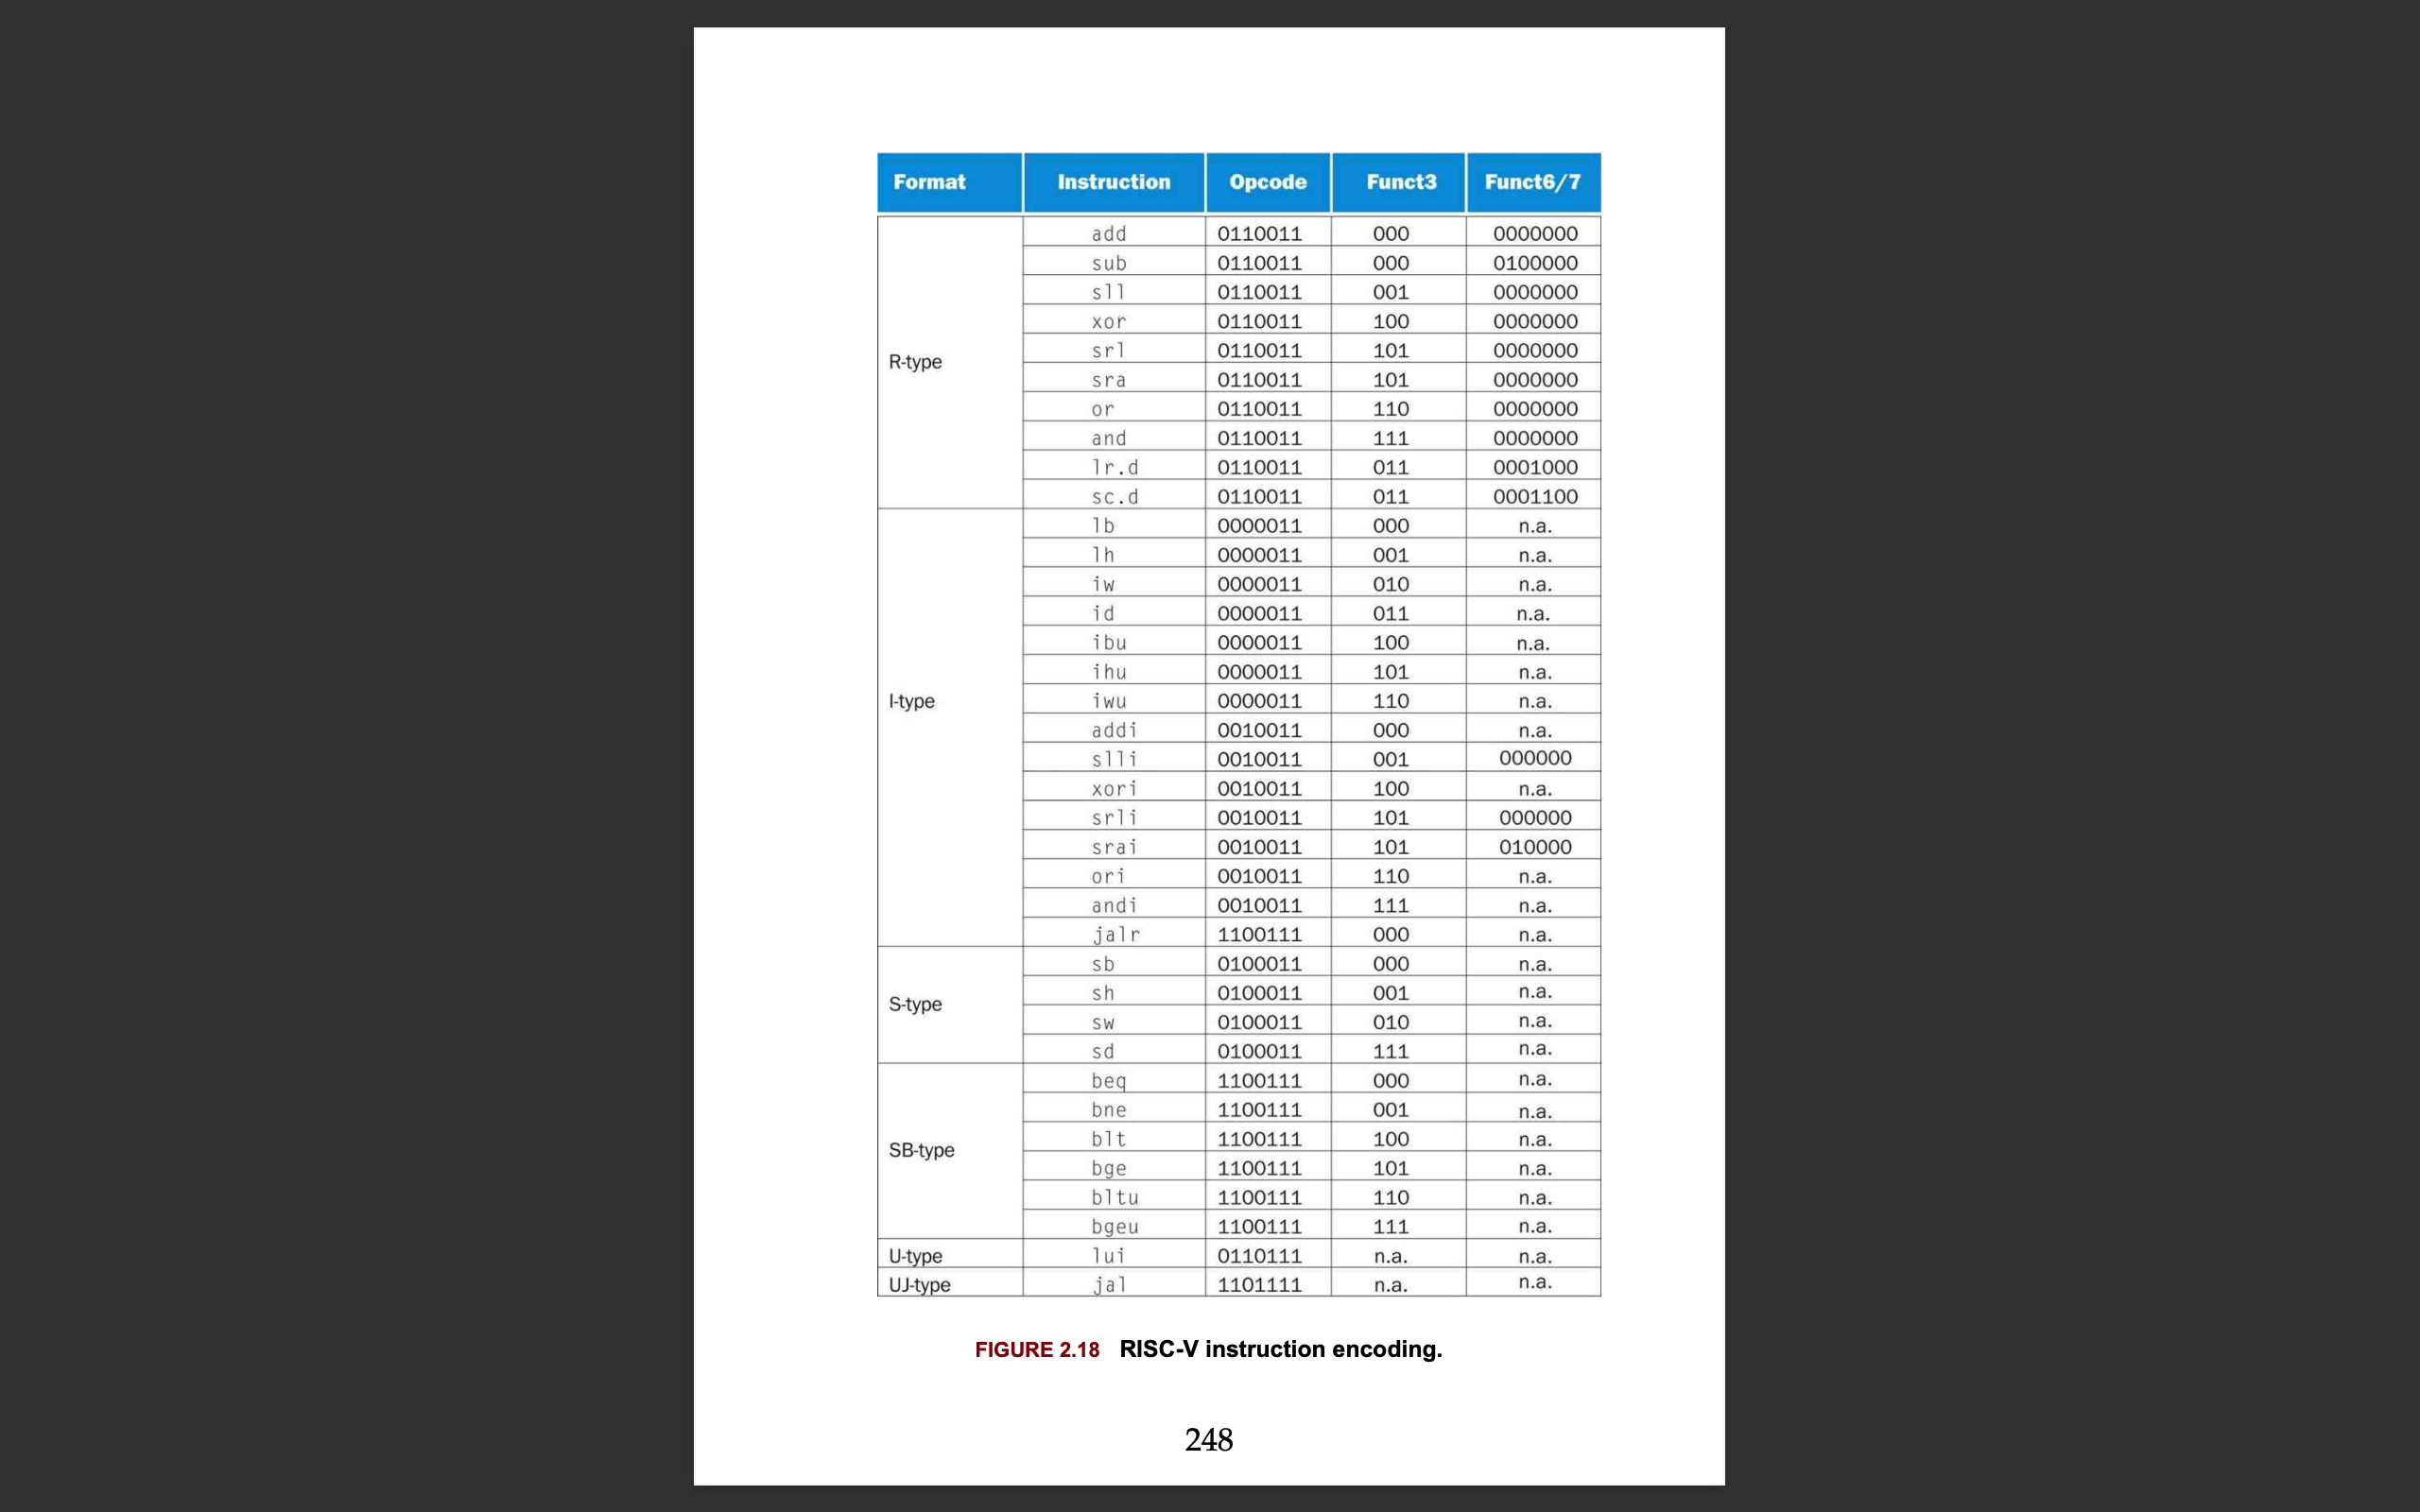 Format Instruction Opcode Funct3 Funct6/7
R-type
add 0110011 000 0000000
sub 0110011 000 0100000
sll 0110011 001 0000000
xor 0110011 100 0000000
srl 0110011 101 0000000
sra 0110011 101 0000000
or 0110011 110 0000000
and 0110011 111 0000000
lr.d 0110011 011 0001000
sc.d 0110011 011 0001100
I-type
lb 0000011 000 n.a.
lh 0000011 001 n.a.
iw 0000011 010 n.a.
id 0000011 011 n.a.
ibu 0000011 100 n.a.
ihu 0000011 101 n.a.
iwu 0000011 110 n.a.
addi 0010011 000 n.a.
slli 0010011 001 000000
xori 0010011 100 n.a.
srli 0010011 101 000000
srai 0010011 101 010000
ori 0010011 110 n.a.
andi 0010011 111 n.a.
jalr 1100111 000 n.a.
S-type
sb 0100011 000 n.a.
sh 0100011 001 n.a.
sw 0100011 010 n.a.
sd 0100011 111 n.a.
SB-type
beq 1100111 000 n.a.
bne 1100111 001 n.a.
blt 1100111 100 n.a.
bge 1100111 101 n.a.
bltu 1100111 110 n.a.
bgeu 1100111 111 n.a.
U-type lui 0110111 n.a. n.a.
UJ-type jal 1101111 n.a. n.a.
FIGURE 2.18 RISC-V instruction encoding.
248